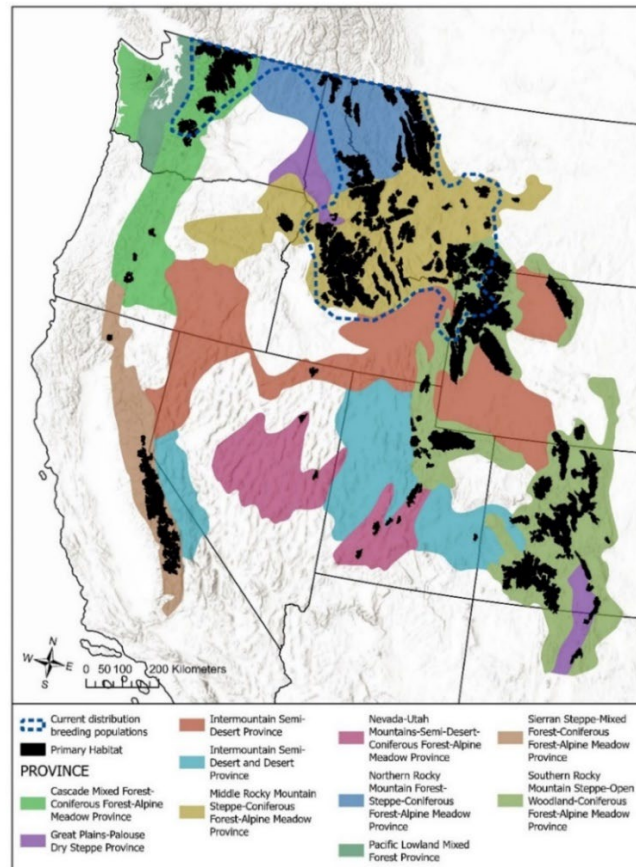 N
W E
S
0 50 100 200 Kilometers
Current distribution
breeding populations
Primary Habitat
PROVINCE
Cascade Mixed Forest-
Coniferous Forest-Alpine
Meadow Province
Great Plains-Palouse
Dry Steppe Province
Intermountain Semi-
Desert Province
Intermountain Semi-
Desert and Desert
Province
Middle Rocky Mountain
Steppe-Coniferous
Forest-Alpine Meadow
Province
Nevada-Utah
Mountains-Semi-Desert-
Coniferous Forest-Alpine
Meadow Province
Northern Rocky
Mountain Forest-
Steppe-Coniferous
Forest-Alpine Meadow
Province
Pacific Lowland Mixed
Forest Province
Sierran Steppe-Mixed
Forest-Coniferous
Forest-Alpine Meadow
Province
Southern Rocky
Mountain Steppe-Open
Woodland-Coniferous
Forest-Alpine Meadow
Province